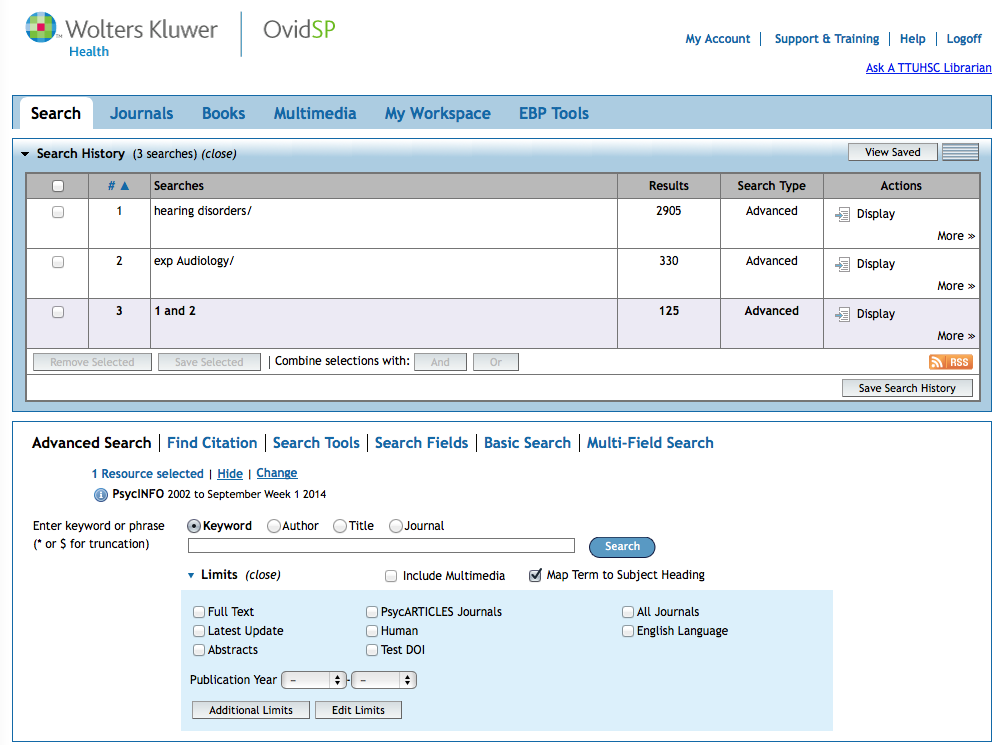 Wolters Kluwer | OvidSP
Health
My Account | Support & Training | Help | Logoff
Ask A TTUHSC Librarian
Search Journals Books Multimedia My Workspace EBP Tools
Search History (3 searches) (close) View Saved
# ▲ Searches Results Search Type Actions
1 hearing disorders/ 2905 Advanced Display
More »
2 exp Audiology/ 330 Advanced Display
More »
3 1 and 2 125 Advanced Display
More »
Remove Selected Save Selected | Combine selections with: And Or RSS
Save Search History
Advanced Search | Find Citation | Search Tools | Search Fields | Basic Search | Multi-Field Search
1 Resource selected | Hide | Change
PsycINFO 2002 to September Week 1 2014
Enter keyword or phrase Keyword Author Title Journal
(* or $ for truncation) Search
Limits (close) Include Multimedia Map Term to Subject Heading
Full Text PsycARTICLES Journals All Journals
Latest Update Human English Language
Abstracts Test DOI
Publication Year – - –
Additional Limits Edit Limits